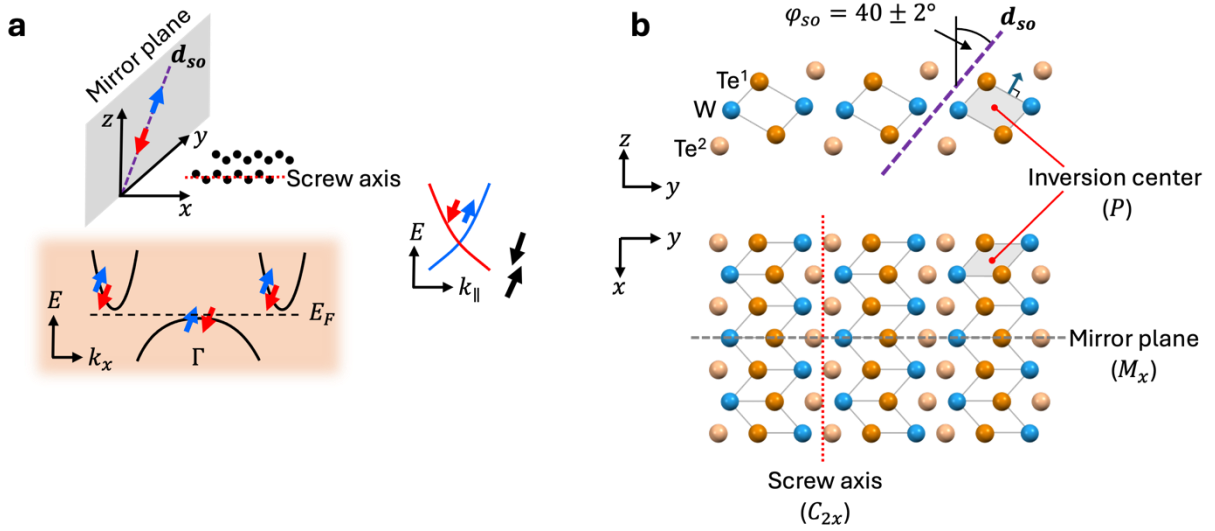 a
Mirror plane
d_so
z
y
x
Screw axis
E
k_x
Γ
E_F
E
k_∥
b
φ_so = 40 ± 2°
d_so
Te¹
W
Te²
z
y
Inversion center
(P)
y
x
Mirror plane
(M_x)
Screw axis
(C_2x)